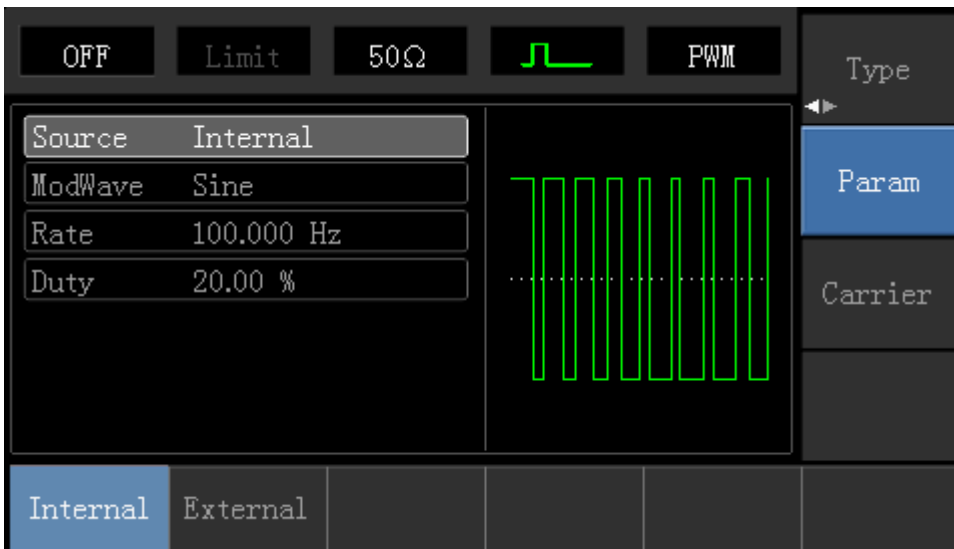 OFF Limit 50Ω PWM
Type
Source Internal
ModWave Sine
Rate 100.000 Hz
Duty 20.00 %
Param
Carrier
Internal External